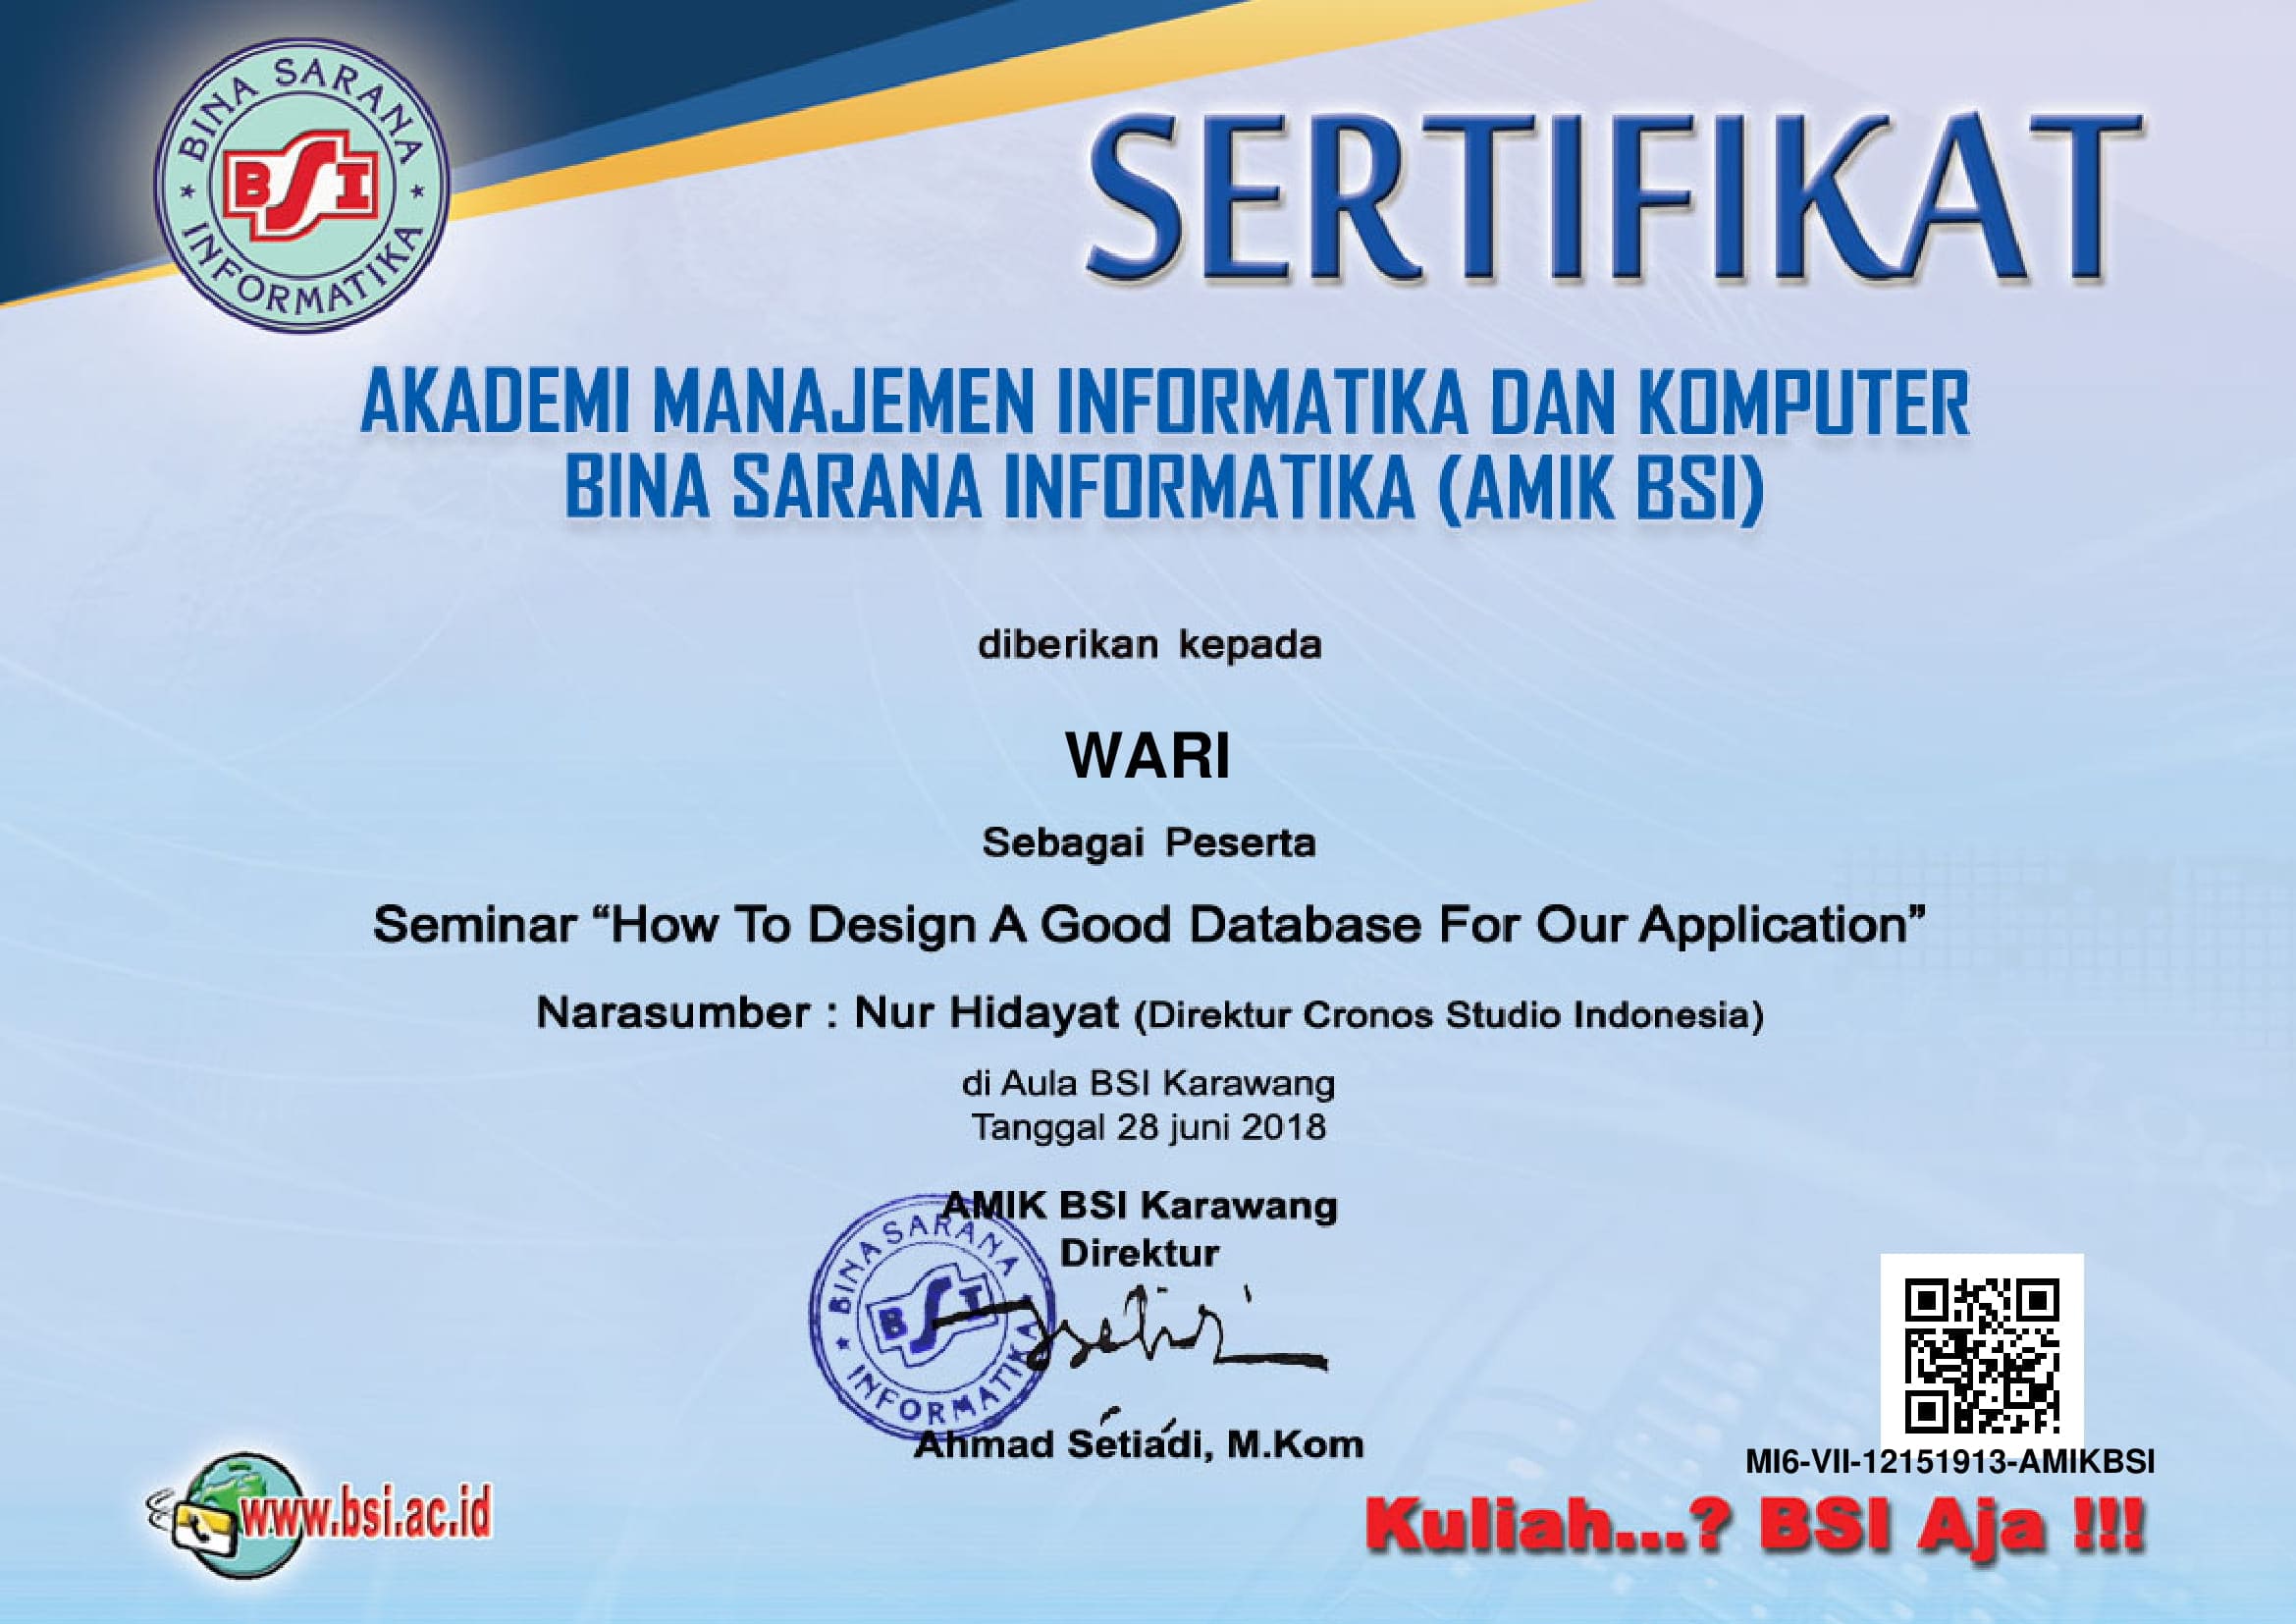 BINA SARANA
BSI
INFORMATIKA
SERTIFIKAT
AKADEMI MANAJEMEN INFORMATIKA DAN KOMPUTER
BINA SARANA INFORMATIKA (AMIK BSI)
diberikan kepada
WARI
Sebagai Peserta
Seminar “How To Design A Good Database For Our Application”
Narasumber : Nur Hidayat (Direktur Cronos Studio Indonesia)
di Aula BSI Karawang
Tanggal 28 juni 2018
AMIK BSI Karawang
Direktur
BINA SARANA
BSI
INFORMATIKA
Ahmad Setiadi, M.Kom
MI6-VII-12151913-AMIKBSI
www.bsi.ac.id
Kuliah...? BSI Aja !!!